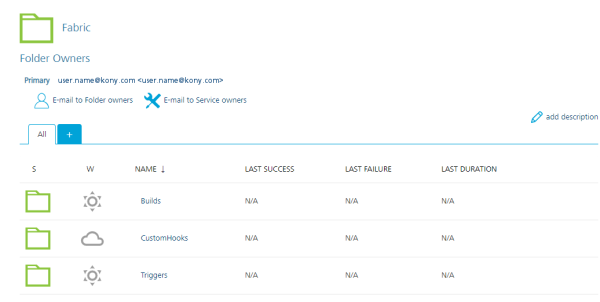 Fabric
Folder Owners
Primary user.name@kony.com <user.name@kony.com>
E-mail to Folder owners E-mail to Service owners
add description
All +
S W NAME ↓ LAST SUCCESS LAST FAILURE LAST DURATION
Builds N/A N/A N/A
CustomHooks N/A N/A N/A
Triggers N/A N/A N/A